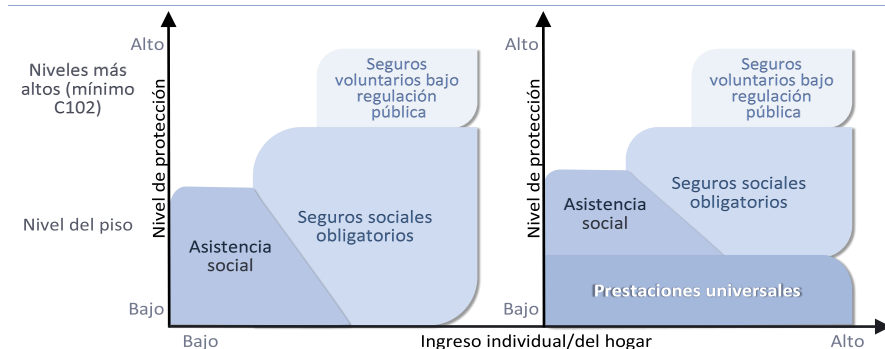 Alto
Niveles más
altos (mínimo
C102)
Nivel de protección
Nivel del piso
Bajo
Seguros
voluntarios bajo
regulación
pública
Seguros sociales
obligatorios
Asistencia
social
Bajo
Alto
Nivel de protección
Bajo
Seguros
voluntarios bajo
regulación
pública
Seguros sociales
obligatorios
Asistencia
social
Prestaciones universales
Ingreso individual/del hogar
Alto